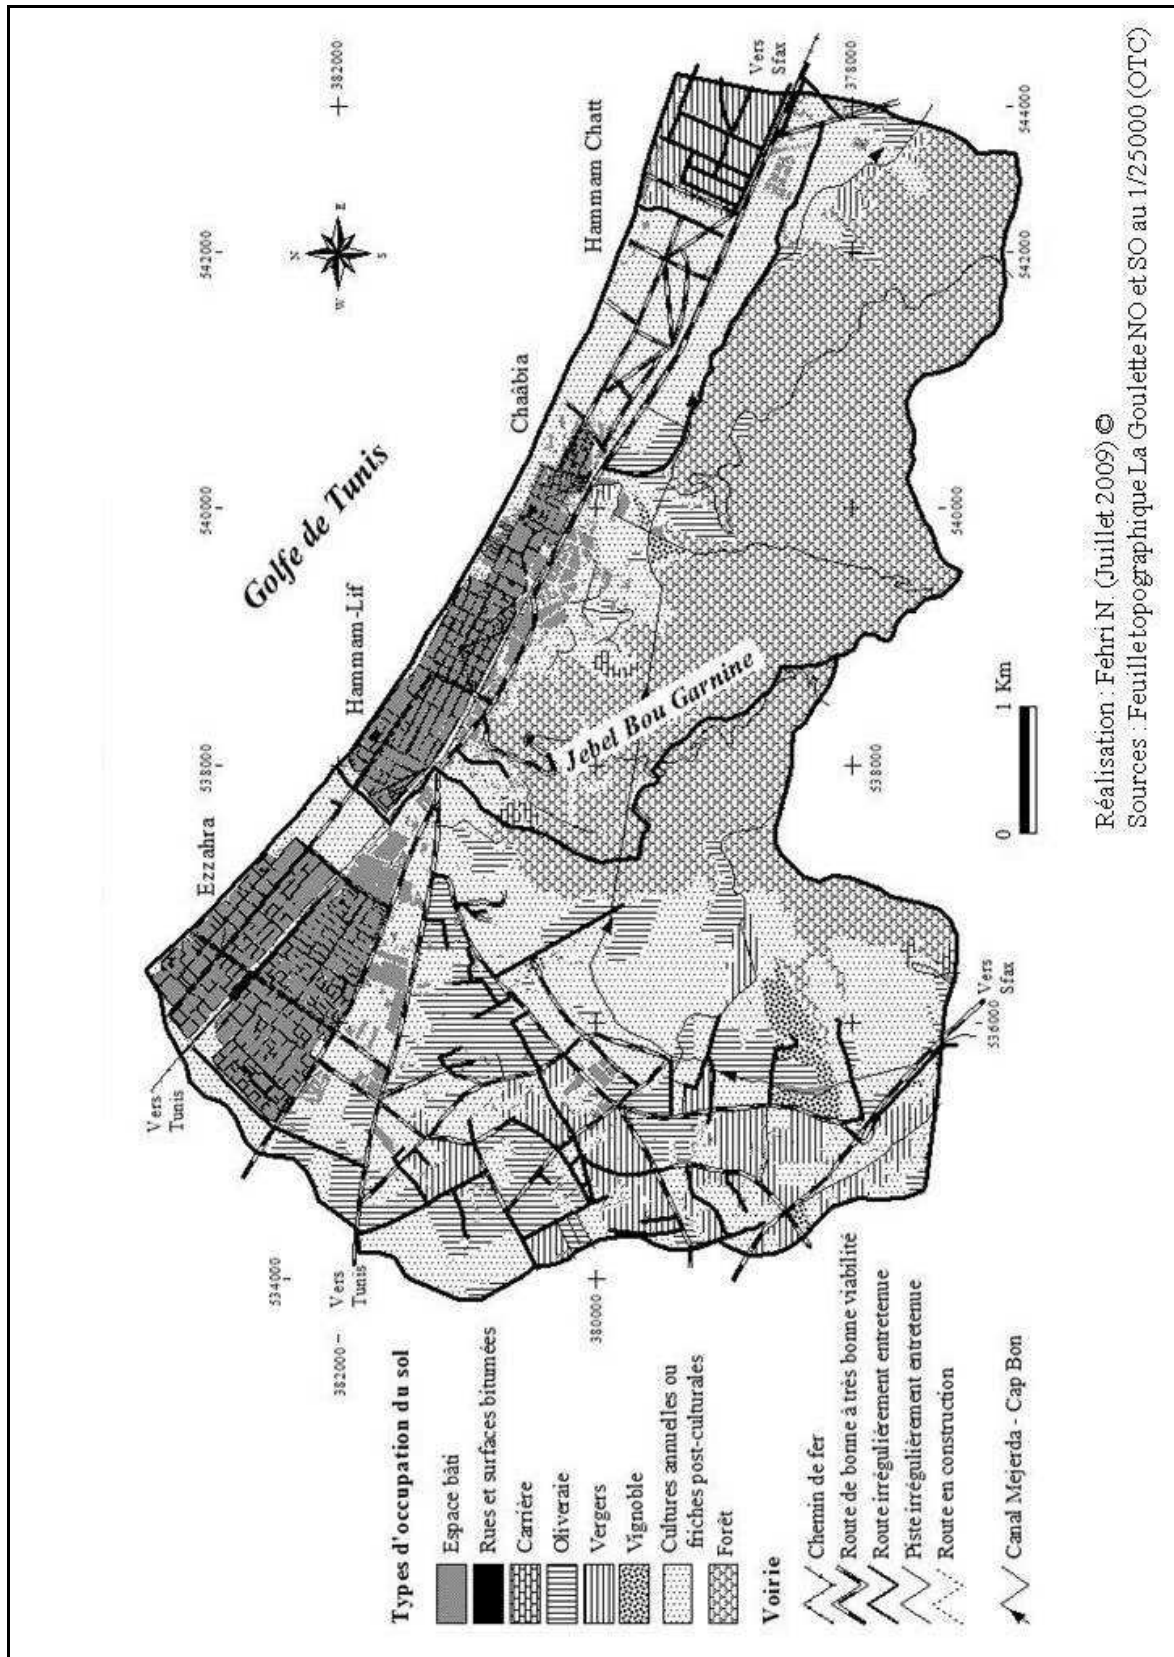 382000
378000
544000
542000
542000
540000
540000
538000
538000
536000
534000
382000
380000
N
E
S
W
Golfe de Tunis
Hammam Chatt
Chaâbia
Hammam-Lif
Ezzahra
Jebel Bou Garnine
Vers
Sfax
Vers
Sfax
Vers
Tunis
Vers
Tunis
0
1 Km
Types d'occupation du sol
Espace bâti
Rues et surfaces bitumées
Carrière
Oliveraie
Vergers
Vignoble
Cultures annuelles ou
friches post-culturales
Forêt
Voirie
Chemin de fer
Route de bonne à très bonne viabilité
Route irrégulièrement entretenue
Piste irrégulièrement entretenue
Route en construction
Canal Mejerda - Cap Bon
Réalisation : Fehri N. (Juillet 2009) ©
Sources : Feuille topographique La Goulette NO et SO au 1/25000 (OTC)